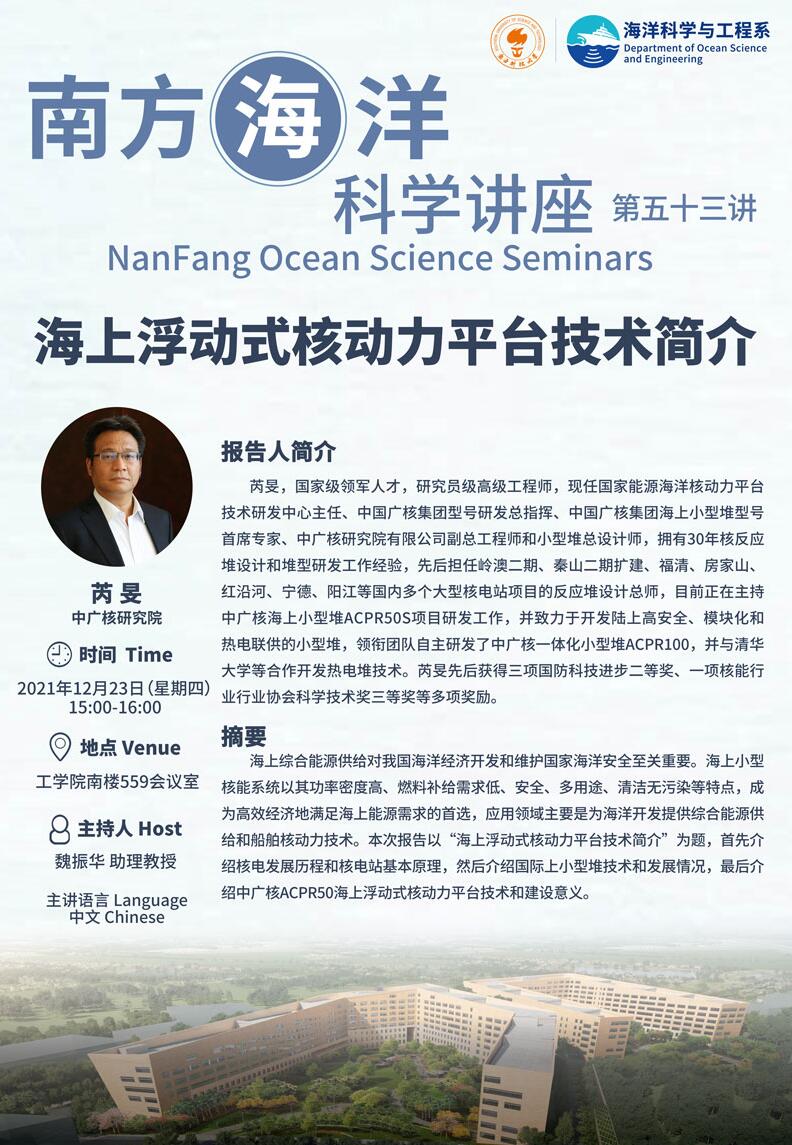 海洋科学与工程系
Department of Ocean Science
and Engineering
南方海洋
科学讲座 第五十三讲
NanFang Ocean Science Seminars
海上浮动式核动力平台技术简介
芮 旻
中广核研究院
时间 Time
2021年12月23日(星期四)
15:00-16:00
地点 Venue
工学院南楼559会议室
主持人 Host
魏振华 助理教授
主讲语言 Language
中文 Chinese
报告人简介
芮旻，国家级领军人才，研究员级高级工程师，现任国家能源海洋核动力平台
技术研发中心主任、中国广核集团型号研发总指挥、中国广核集团海上小型堆型号
首席专家、中广核研究院有限公司副总工程师和小型堆总设计师，拥有30年核反应
堆设计和堆型研发工作经验，先后担任岭澳二期、秦山二期扩建、福清、房家山、
红沿河、宁德、阳江等国内多个大型核电站项目的反应堆设计总师，目前正在主持
中广核海上小型堆ACPR50S项目研发工作，并致力于开发陆上高安全、模块化和
热电联供的小型堆，领衔团队自主研发了中广核一体化小型堆ACPR100，并与清华
大学等合作开发热电堆技术。芮旻先后获得三项国防科技进步二等奖、一项核能行
业行业协会科学技术奖三等奖等多项奖励。
摘要
海上综合能源供给对我国海洋经济开发和维护国家海洋安全至关重要。海上小型
核能系统以其功率密度高、燃料补给需求低、安全、多用途、清洁无污染等特点，成
为高效经济地满足海上能源需求的首选，应用领域主要是为海洋开发提供综合能源供
给和船舶核动力技术。本次报告以“海上浮动式核动力平台技术简介”为题，首先介
绍核电发展历程和核电站基本原理，然后介绍国际上小型堆技术和发展情况，最后介
绍中广核ACPR50海上浮动式核动力平台技术和建设意义。